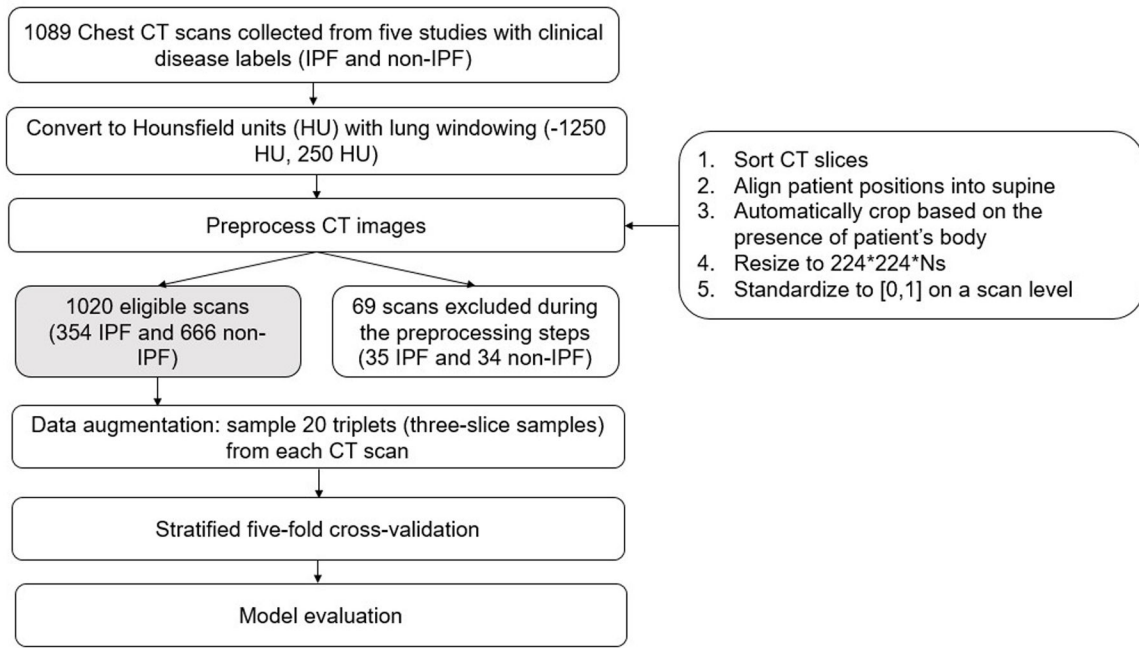 1089 Chest CT scans collected from five studies with clinical
disease labels (IPF and non-IPF)
Convert to Hounsfield units (HU) with lung windowing (-1250
HU, 250 HU)
Preprocess CT images
1. Sort CT slices
2. Align patient positions into supine
3. Automatically crop based on the
presence of patient's body
4. Resize to 224*224*Ns
5. Standardize to [0,1] on a scan level
1020 eligible scans
(354 IPF and 666 non-
IPF)
69 scans excluded during
the preprocessing steps
(35 IPF and 34 non-IPF)
Data augmentation: sample 20 triplets (three-slice samples)
from each CT scan
Stratified five-fold cross-validation
Model evaluation